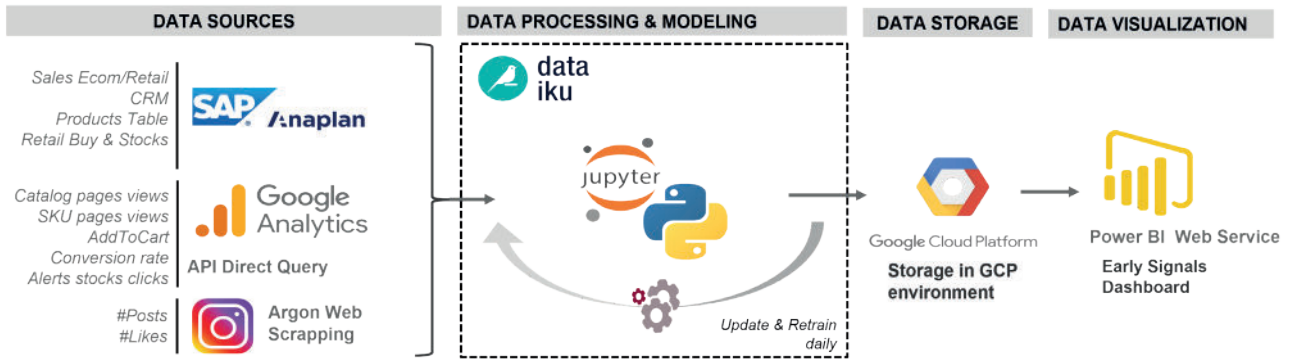 DATA SOURCES
DATA PROCESSING & MODELING
DATA STORAGE
DATA VISUALIZATION
Sales Ecom/Retail
CRM
Products Table
Retail Buy & Stocks
SAP
Anaplan
Catalog pages views
SKU pages views
AddToCart
Conversion rate
Alerts stocks clicks
Google
Analytics
API Direct Query
#Posts
#Likes
Argon Web
Scrapping
data
iku
jupyter
Update & Retrain
daily
Google Cloud Platform
Storage in GCP
environment
Power BI Web Service
Early Signals
Dashboard